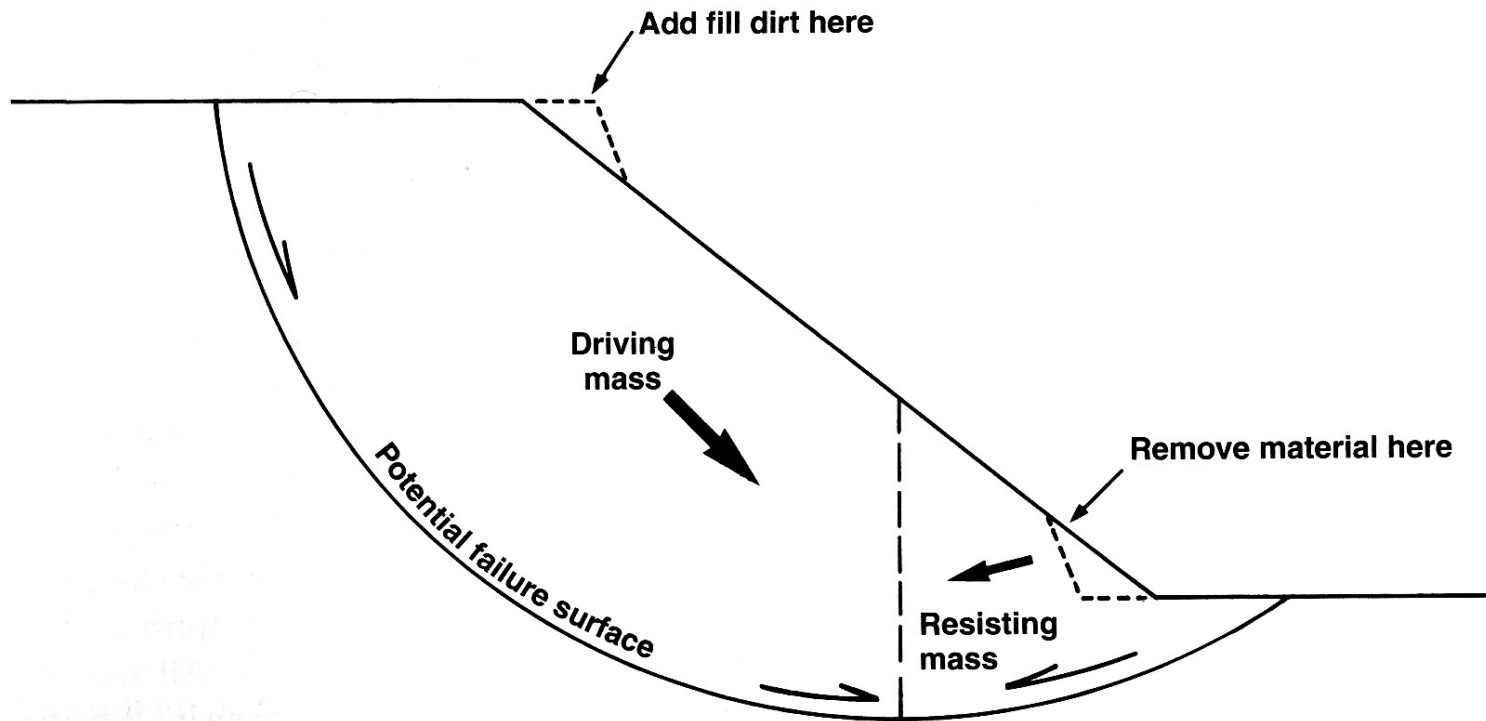 Add fill dirt here
Driving
mass
Potential failure surface
Remove material here
Resisting
mass